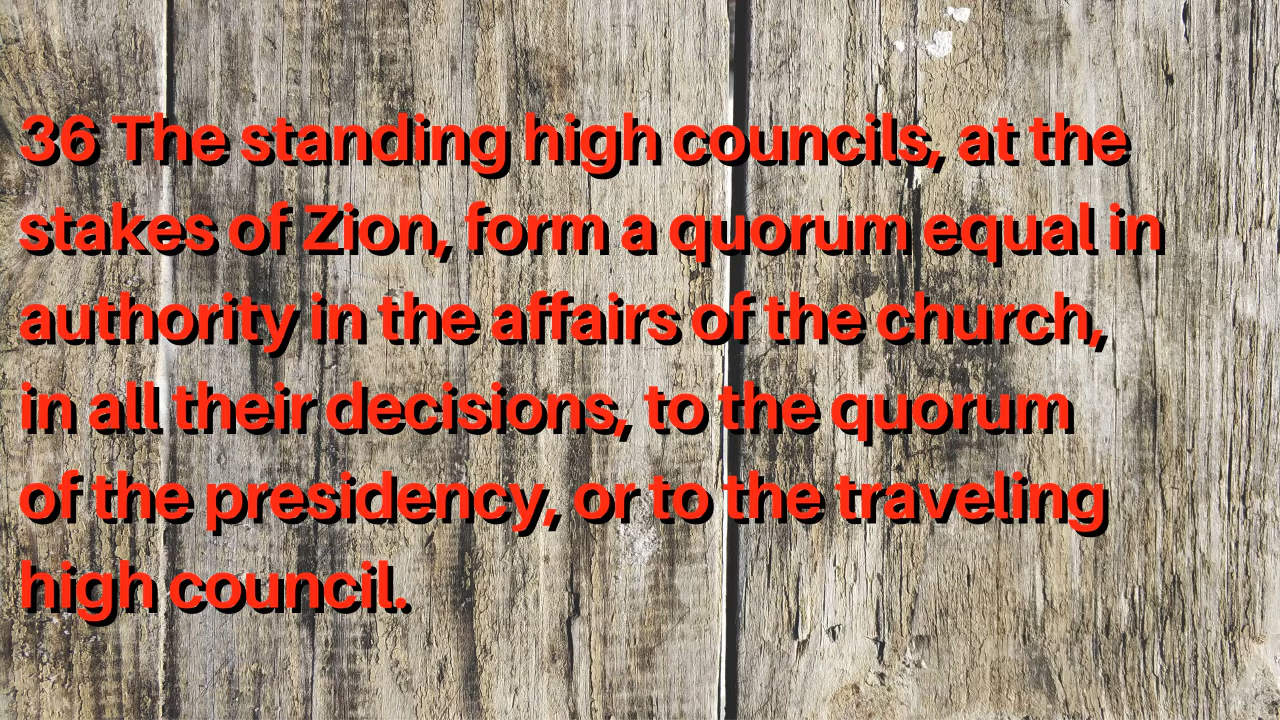 36 The standing high councils, at the
stakes of Zion, form a quorum equal in
authority in the affairs of the church,
in all their decisions, to the quorum
of the presidency, or to the traveling
high council.